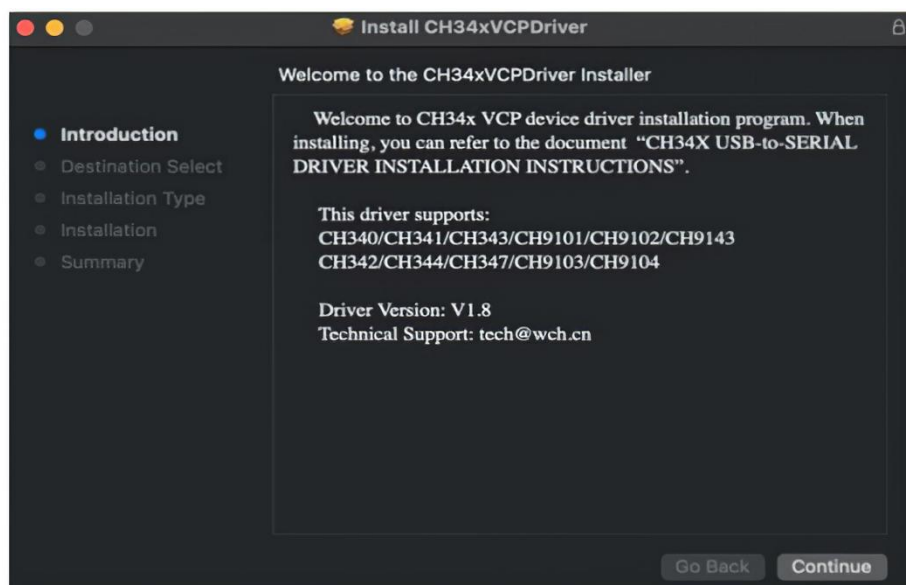 Install CH34xVCPDriver
Welcome to the CH34xVCPDriver Installer
Introduction
Destination Select
Installation Type
Installation
Summary
Welcome to CH34x VCP device driver installation program. When
installing, you can refer to the document “CH34X USB-to-SERIAL
DRIVER INSTALLATION INSTRUCTIONS”.
This driver supports:
CH340/CH341/CH343/CH9101/CH9102/CH9143
CH342/CH344/CH347/CH9103/CH9104
Driver Version: V1.8
Technical Support: tech@wch.cn
Go Back
Continue